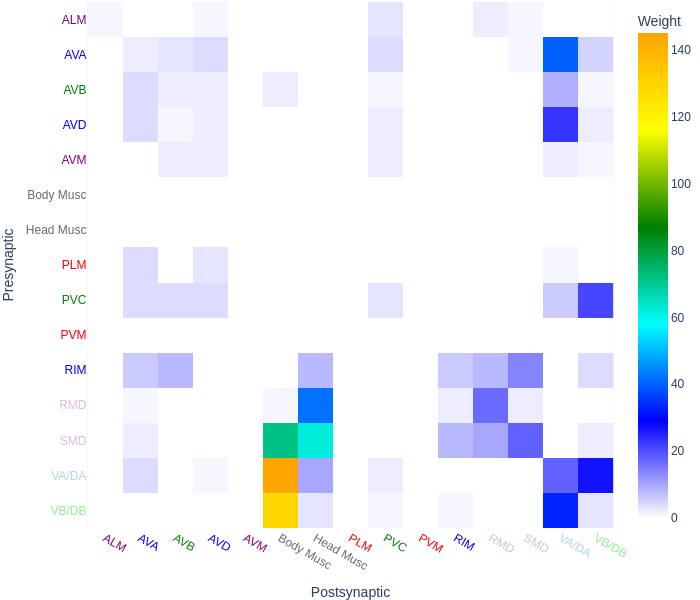 Weight
ALM
AVA
AVB
AVD
AVM
Body Musc
Head Musc
PLM
PVC
PVM
RIM
RMD
SMD
VA/DA
VB/DB
Presynaptic
140
120
100
80
60
40
20
0
ALM
AVA
AVB
AVD
AVM
Body Musc
Head Musc
PLM
PVC
PVM
RIM
RMD
SMD
VA/DA
VB/DB
Postsynaptic